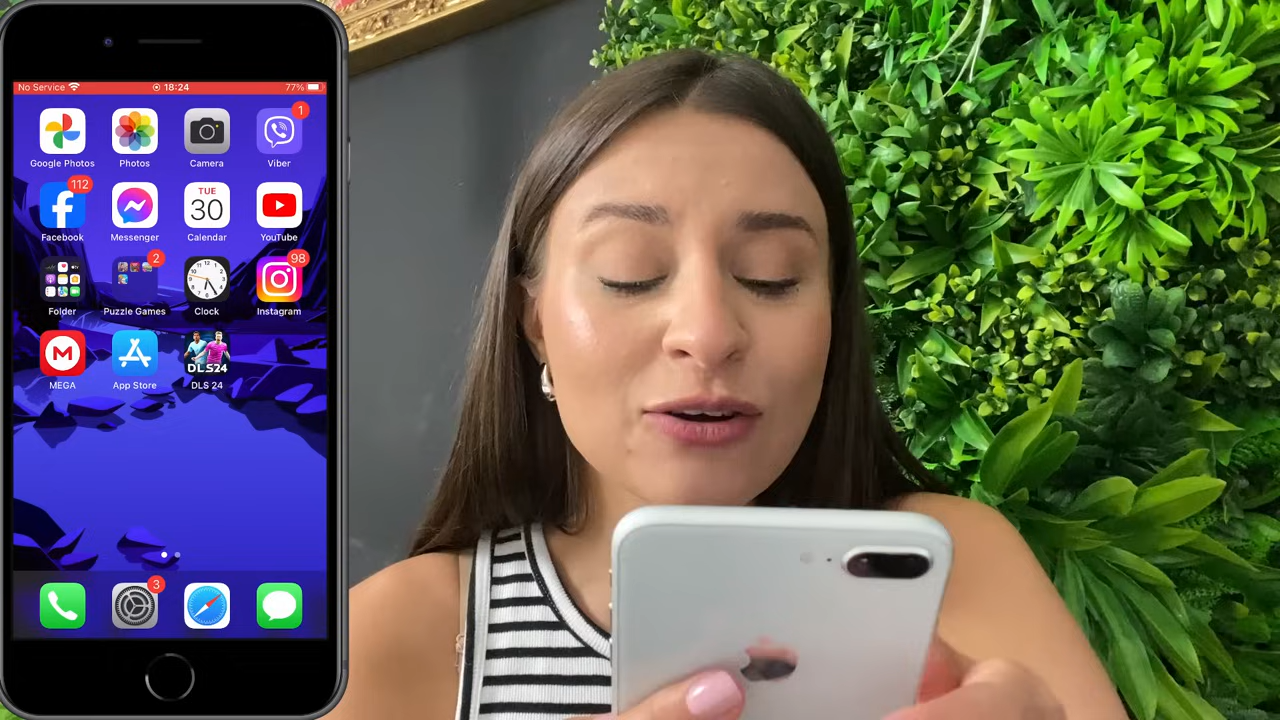 No Service 18:24 77%
1
Google Photos Photos Camera Viber
112 TUE
30
Facebook Messenger Calendar YouTube
2 98
Folder Puzzle Games Clock Instagram
M DLS24
MEGA App Store DLS 24
3